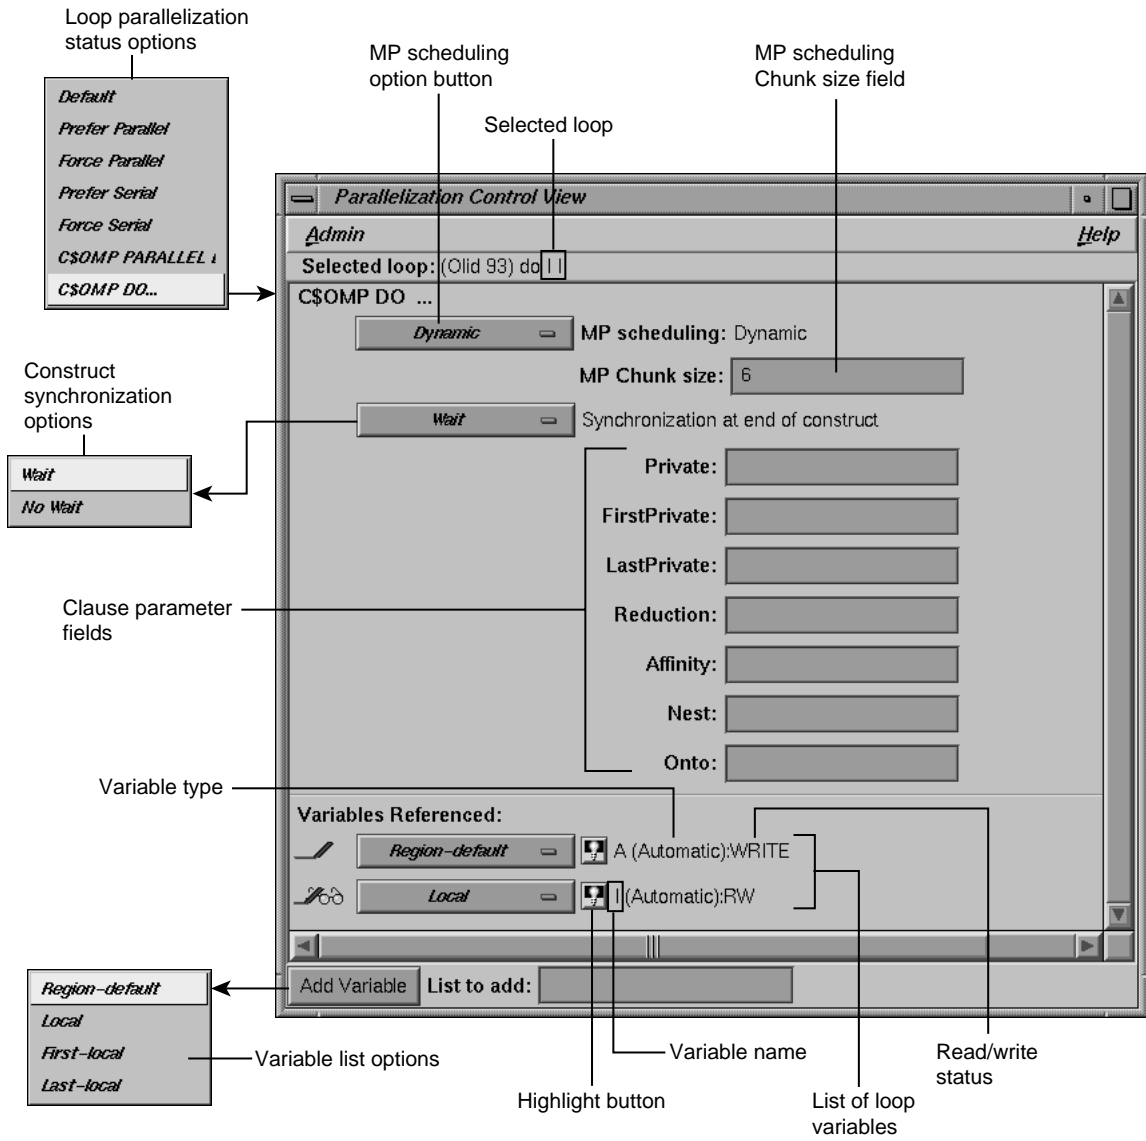 Loop parallelization
status options
MP scheduling
option button
MP scheduling
Chunk size field
Selected loop
Default
Prefer Parallel
Force Parallel
Prefer Serial
Force Serial
C$OMP PARALLEL
C$OMP DO...
Parallelization Control View
Admin
Help
Selected loop: (Olid 93) do I I
C$OMP DO ...
Dynamic
MP scheduling: Dynamic
MP Chunk size: 6
Construct
synchronization
options
Wait
Synchronization at end of construct
Wait
No Wait
Private:
FirstPrivate:
LastPrivate:
Clause parameter
fields
Reduction:
Affinity:
Nest:
Onto:
Variable type
Variables Referenced:
Region-default
A (Automatic):WRITE
Local
I (Automatic):RW
Add Variable
List to add:
Region-default
Local
First-local
Last-local
Variable list options
Variable name
Read/write
status
Highlight button
List of loop
variables